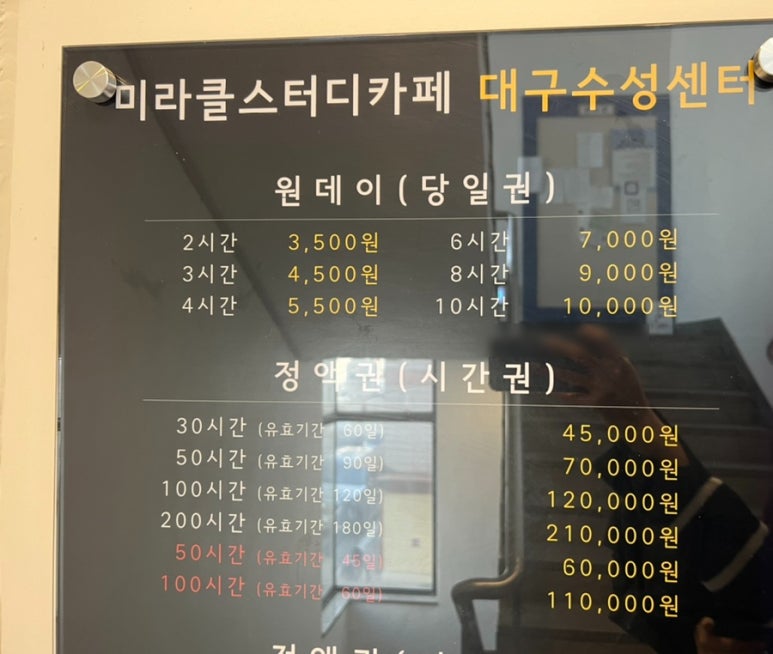 미라클스터디카페 대구수성센터
원데이(당일권)
2시간 3,500원 6시간 7,000원
3시간 4,500원 8시간 9,000원
4시간 5,500원 10시간 10,000원
정액권(시간권)
30시간 (유효기간 60일) 45,000원
50시간 (유효기간 90일) 70,000원
100시간 (유효기간 120일) 120,000원
200시간 (유효기간 180일) 210,000원
50시간 (유효기간 45일) 60,000원
100시간 (유효기간 60일) 110,000원